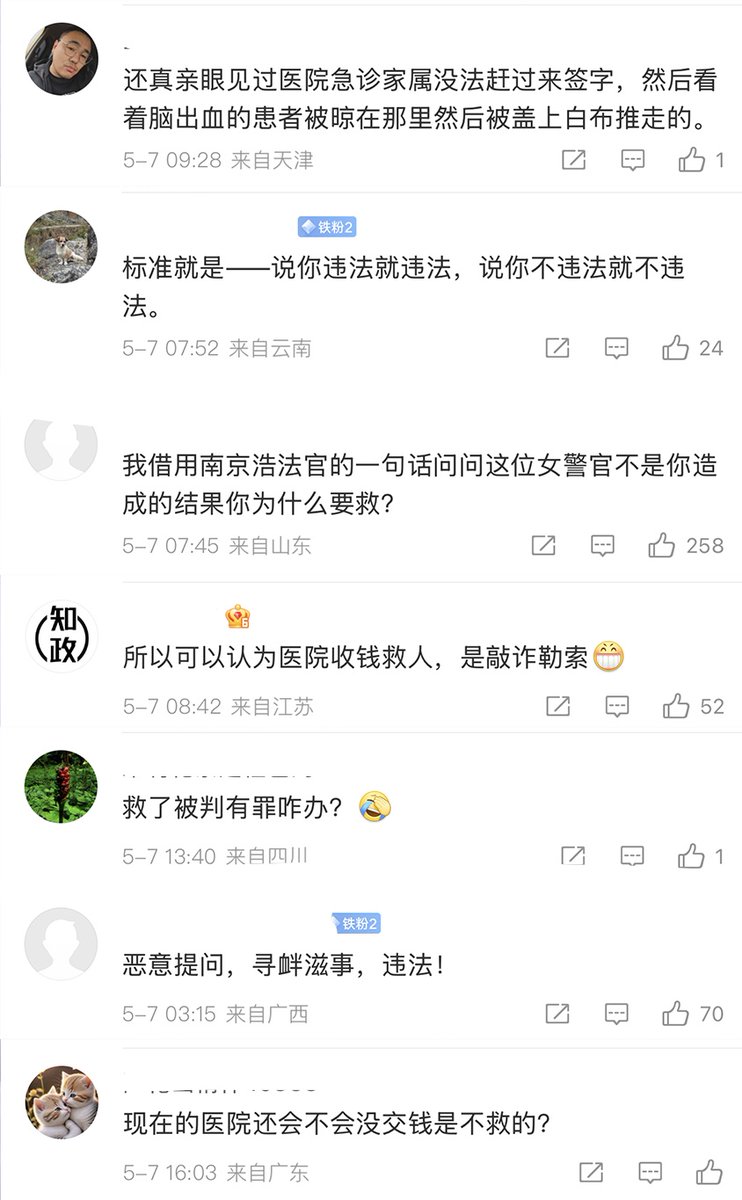 还真亲眼见过医院急诊家属没法赶过来签字，然后看
着脑出血的患者被晾在那里然后被盖上白布推走的。
5-7 09:28 来自天津
1
铁粉2
标准就是——说你违法就违法，说你不违法就不违
法。
5-7 07:52 来自云南
24
我借用南京浩法官的一句话问问这位女警官不是你造
成的结果你为什么要救？
5-7 07:45 来自山东
258
知政
6
所以可以认为医院收钱救人，是敲诈勒索
5-7 08:42 来自江苏
52
救了被判有罪咋办？
5-7 13:40 来自四川
1
铁粉2
恶意提问，寻衅滋事，违法！
5-7 03:15 来自广西
70
现在的医院还会不会没交钱是不救的？
5-7 16:03 来自广东